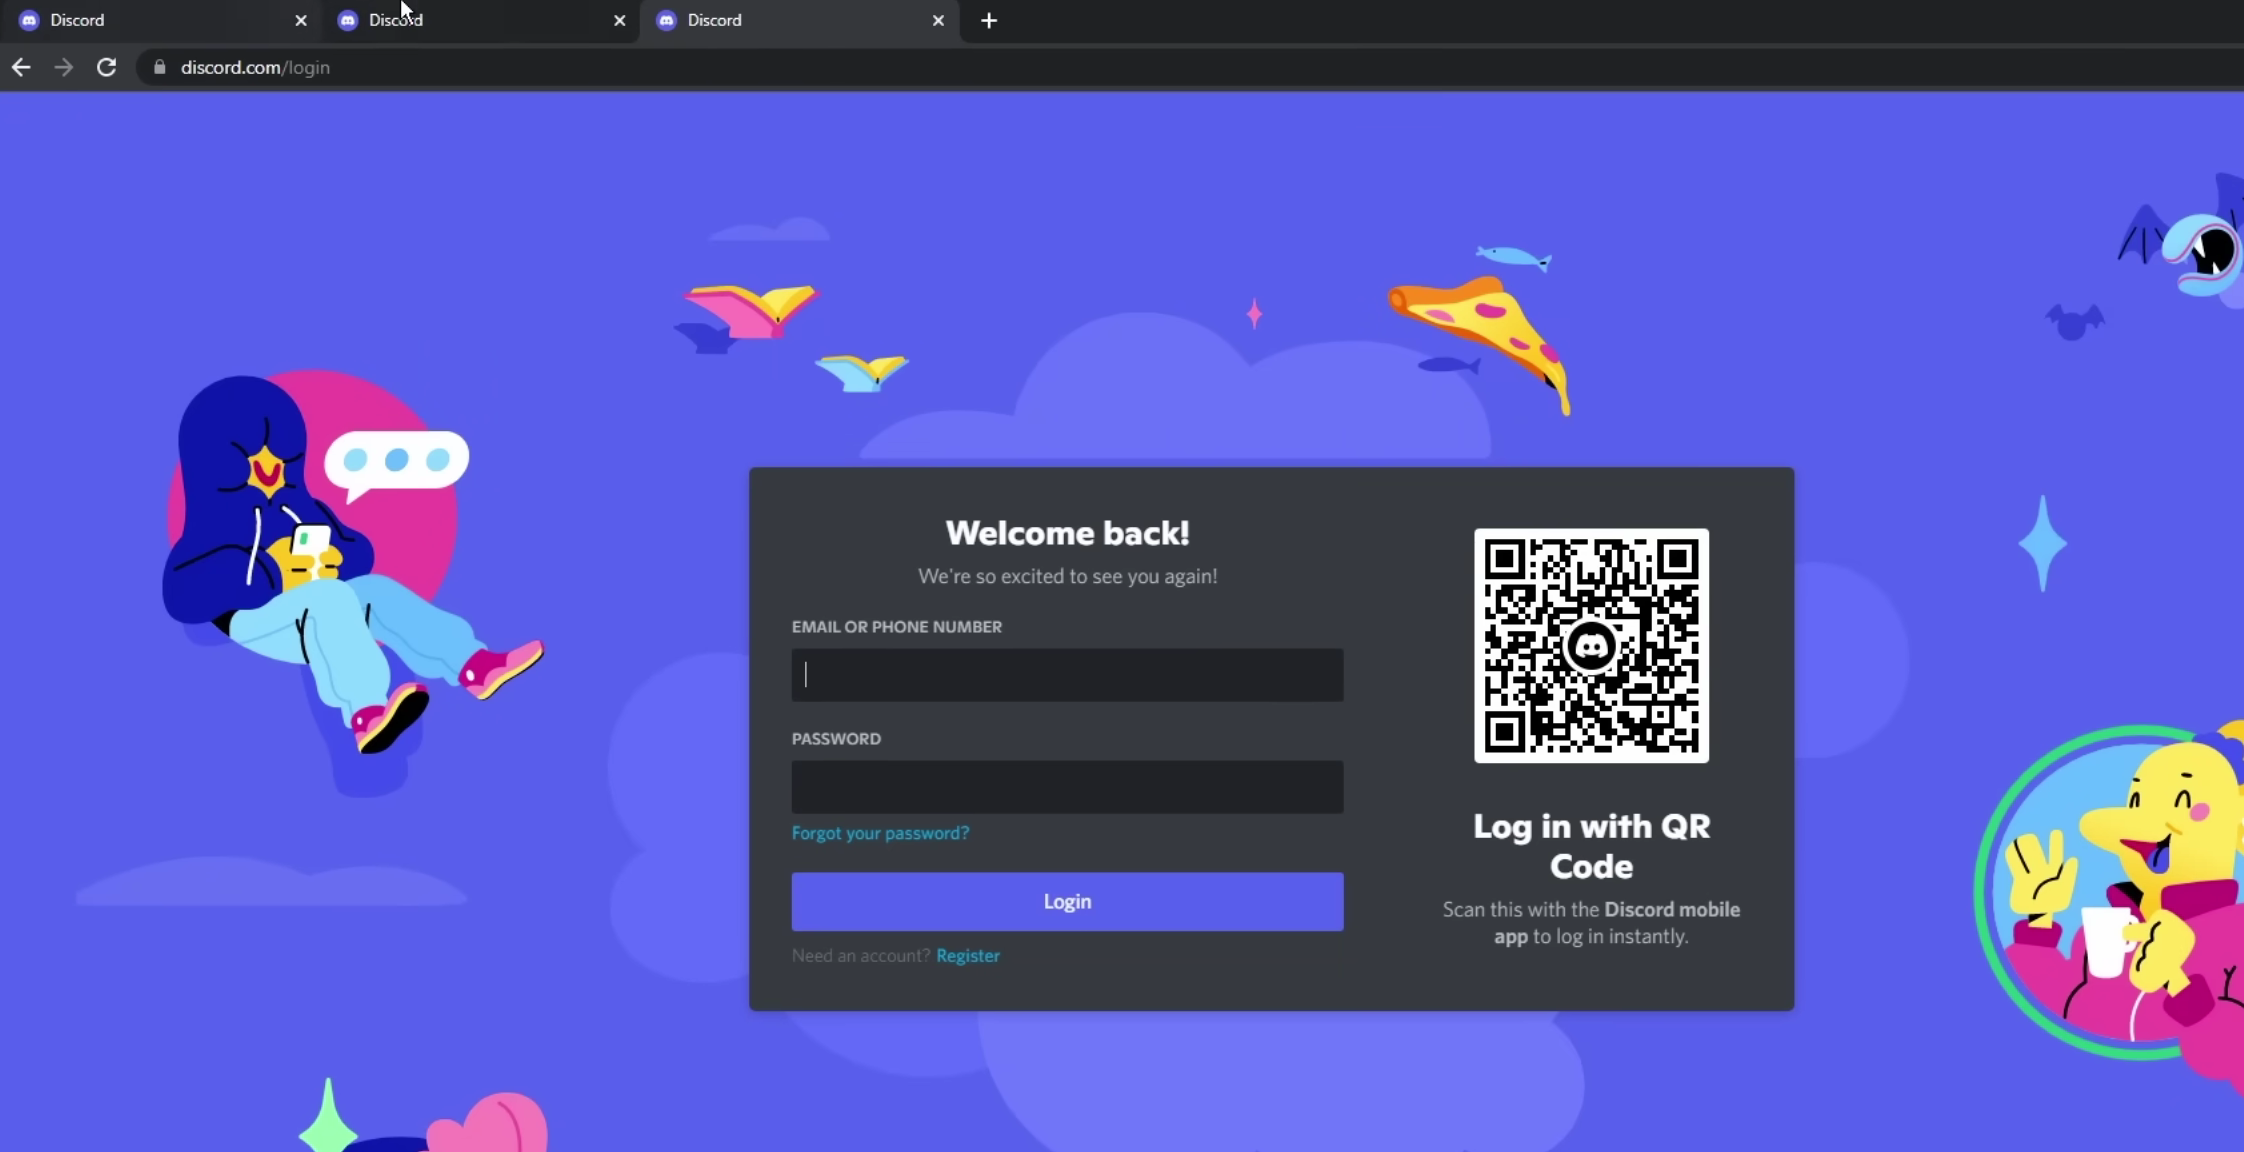 Discord
Discord
Discord
discord.com/login
Welcome back!
We're so excited to see you again!
EMAIL OR PHONE NUMBER
PASSWORD
Forgot your password?
Login
Need an account? Register
Log in with QR
Code
Scan this with the Discord mobile
app to log in instantly.